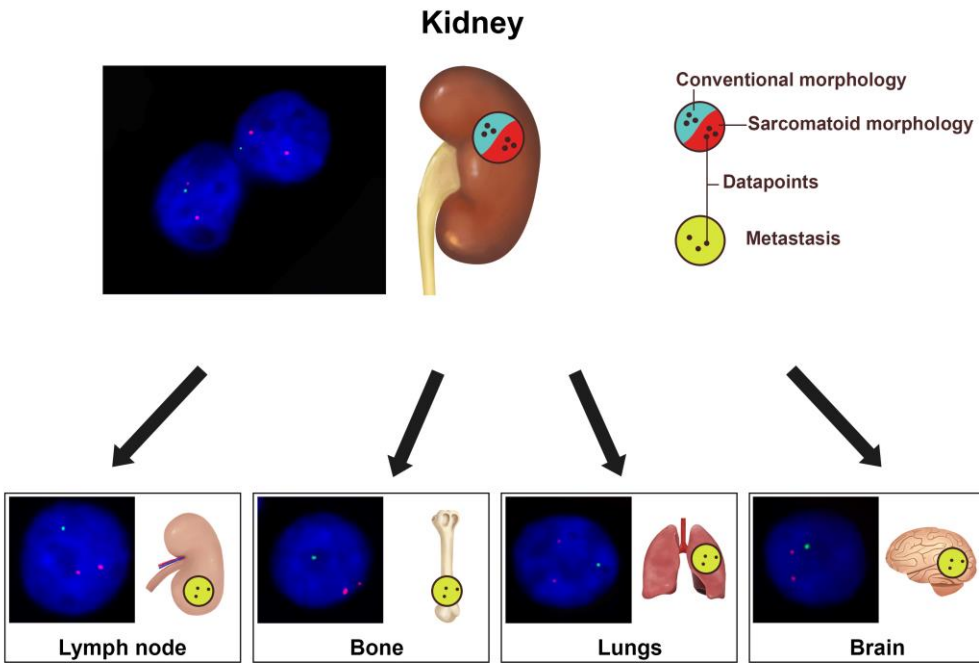 Kidney
Conventional morphology
Sarcomatoid morphology
Datapoints
Metastasis
Lymph node
Bone
Lungs
Brain